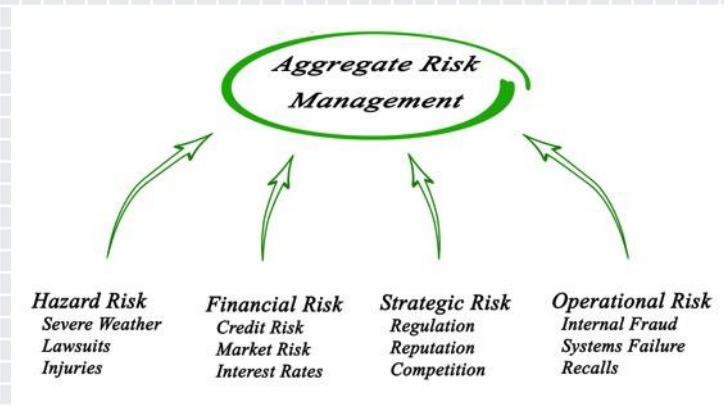 Aggregate Risk
Management
Hazard Risk
Severe Weather
Lawsuits
Injuries
Financial Risk
Credit Risk
Market Risk
Interest Rates
Strategic Risk
Regulation
Reputation
Competition
Operational Risk
Internal Fraud
Systems Failure
Recalls